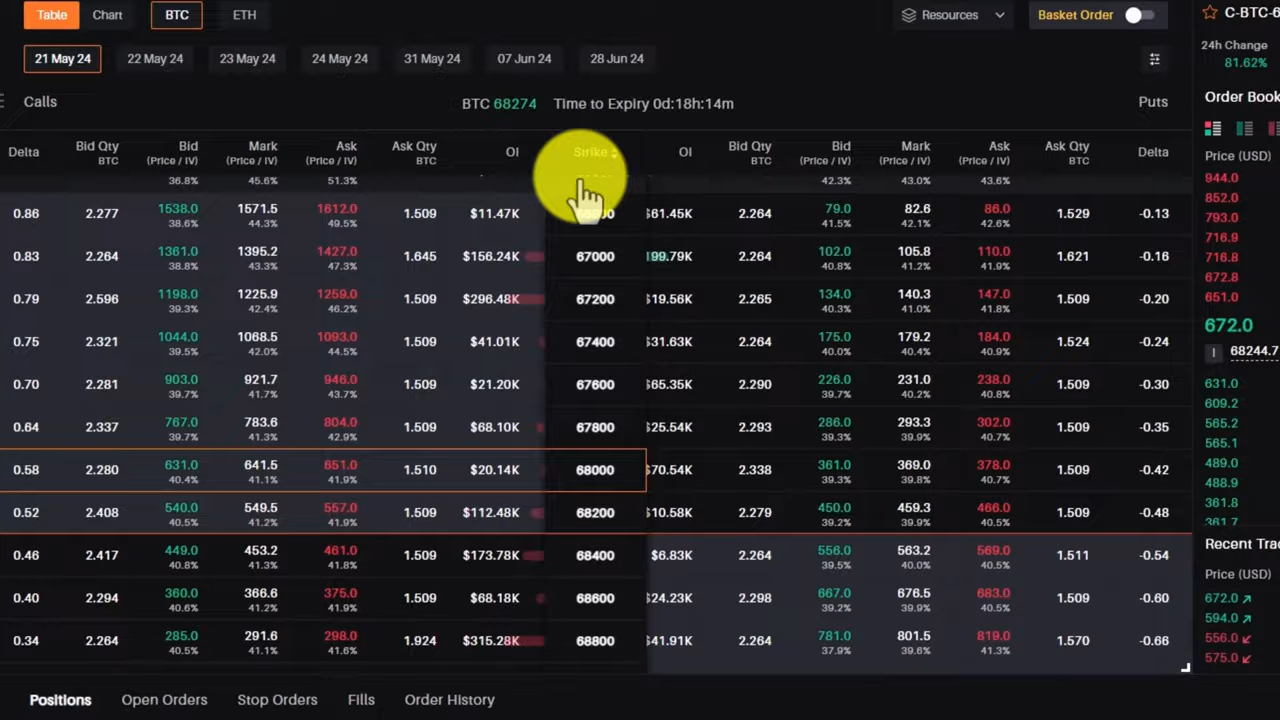 Table Chart BTC ETH Resources Basket Order C-BTC-6
21 May 24 22 May 24 23 May 24 24 May 24 31 May 24 07 Jun 24 28 Jun 24 24h Change
81.62%
Calls BTC 68274 Time to Expiry 0d:18h:14m Puts Order Book
Delta Bid Qty Bid Mark Ask Ask Qty OI Strike OI Bid Qty Bid Mark Ask Ask Qty Delta
BTC (Price / IV) (Price / IV) (Price / IV) BTC BTC (Price / IV) (Price / IV) (Price / IV) BTC Price (USD)
36.8% 45.6% 51.3% 42.3% 43.0% 43.6% 944.0
0.86 2.277 1538.0 1571.5 1612.0 1.509 $11.47K $61.45K 2.264 79.0 82.6 86.0 1.529 -0.13 852.0
38.6% 44.3% 49.5% 41.5% 42.1% 42.6% 793.0
716.9
0.83 2.264 1361.0 1395.2 1427.0 1.645 $156.24K 67000 199.79K 2.264 102.0 105.8 110.0 1.621 -0.16 716.8
38.8% 43.3% 47.3% 40.8% 41.2% 41.9% 672.8
0.79 2.596 1198.0 1225.9 1259.0 1.509 $296.48K 67200 $19.56K 2.265 134.0 140.3 147.0 1.509 -0.20 651.0
39.3% 42.4% 46.2% 40.3% 41.0% 41.8% 672.0
0.75 2.321 1044.0 1068.5 1093.0 1.509 $41.01K 67400 $31.63K 2.264 175.0 179.2 184.0 1.524 -0.24 68244.7
39.5% 42.0% 44.5% 40.0% 40.4% 40.9%
0.70 2.281 903.0 921.7 946.0 1.509 $21.20K 67600 $65.35K 2.290 226.0 231.0 238.0 1.509 -0.30 631.0
39.7% 41.7% 43.7% 39.7% 40.2% 40.8% 609.2
0.64 2.337 767.0 783.6 804.0 1.509 $68.10K 67800 $25.54K 2.293 286.0 293.3 302.0 1.509 -0.35 565.2
39.7% 41.3% 42.9% 39.3% 39.9% 40.7% 565.1
0.58 2.280 631.0 641.5 651.0 1.510 $20.14K 68000 $70.54K 2.338 361.0 369.0 378.0 1.509 -0.42 489.0
40.4% 41.1% 41.9% 39.3% 39.8% 40.7% 488.9
0.52 2.408 540.0 549.5 557.0 1.509 $112.48K 68200 $10.58K 2.279 450.0 459.3 466.0 1.509 -0.48 361.8
40.5% 41.2% 41.9% 39.2% 39.9% 40.5% 361.7
0.46 2.417 449.0 453.2 461.0 1.509 $173.78K 68400 $6.83K 2.264 556.0 563.2 569.0 1.511 -0.54 Recent Tra
40.8% 41.3% 41.8% 39.5% 40.0% 40.5% Price (USD)
0.40 2.294 360.0 366.6 375.0 1.509 $68.18K 68600 $24.23K 2.298 667.0 676.5 683.0 1.509 -0.60 672.0
40.6% 41.2% 41.9% 39.2% 39.9% 40.5% 594.0
0.34 2.264 285.0 291.6 298.0 1.924 $315.28K 68800 $41.91K 2.264 781.0 801.5 819.0 1.570 -0.66 556.0
40.5% 41.1% 41.6% 37.9% 39.6% 41.3% 575.0
Positions Open Orders Stop Orders Fills Order History